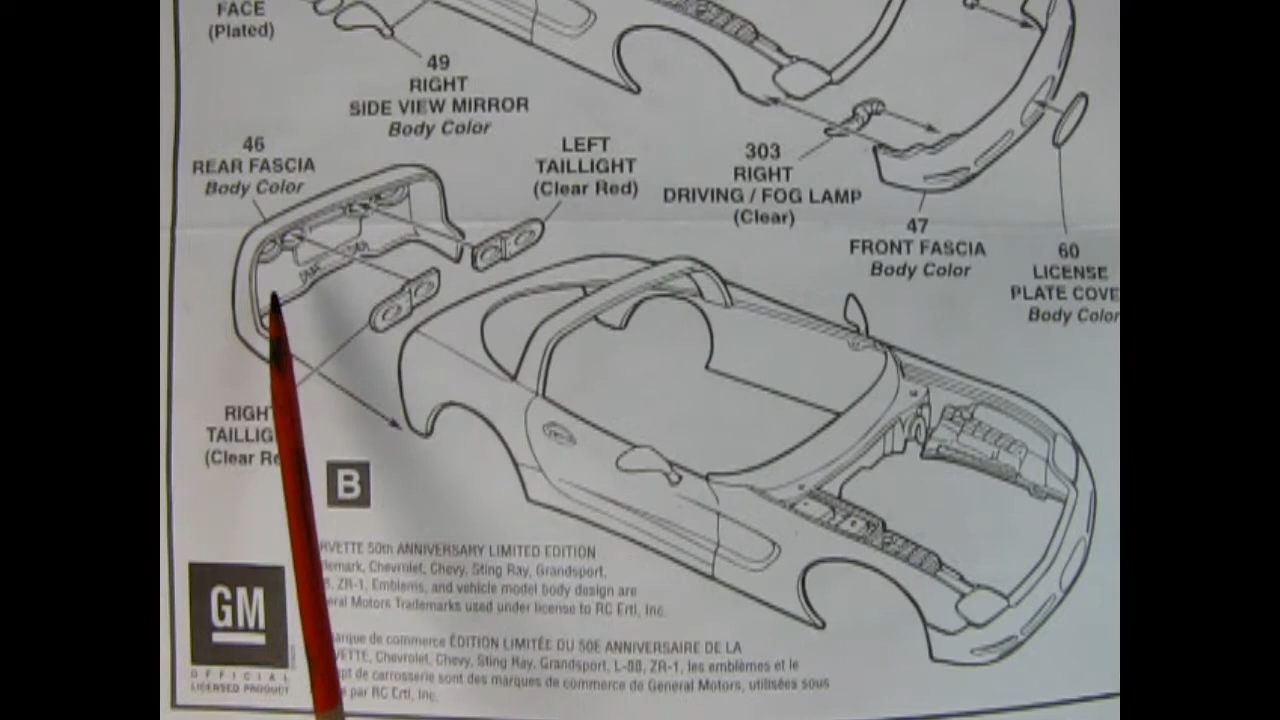 FACE
(Plated)
49
RIGHT
SIDE VIEW MIRROR
Body Color
46
REAR FASCIA
Body Color
LEFT
TAILLIGHT
(Clear Red)
303
RIGHT
DRIVING / FOG LAMP
(Clear)
47
FRONT FASCIA
Body Color
60
LICENSE
PLATE COVE
Body Color
RIGHT
TAILLIG
(Clear Re
B
RVETTE 50th ANNIVERSARY LIMITED EDITION
demark, Chevrolet, Chevy, Sting Ray, Grandsport,
ZR-1, Emblems, and vehicle model body design are
eral Motors Trademarks used under license to RC Ertl, Inc.
arque de commerce ÉDITION LIMITÉE DU 50E ANNIVERSAIRE DE LA
VETTE, Chevrolet, Chevy, Sting Ray, Grandsport, L-88, ZR-1, les emblèmes et le
pt de carrosserie sont des marques de commerce de General Motors, utilisées sous
par RC Ertl, Inc.
GM
OFFICIAL
LICENSED PRODUCT